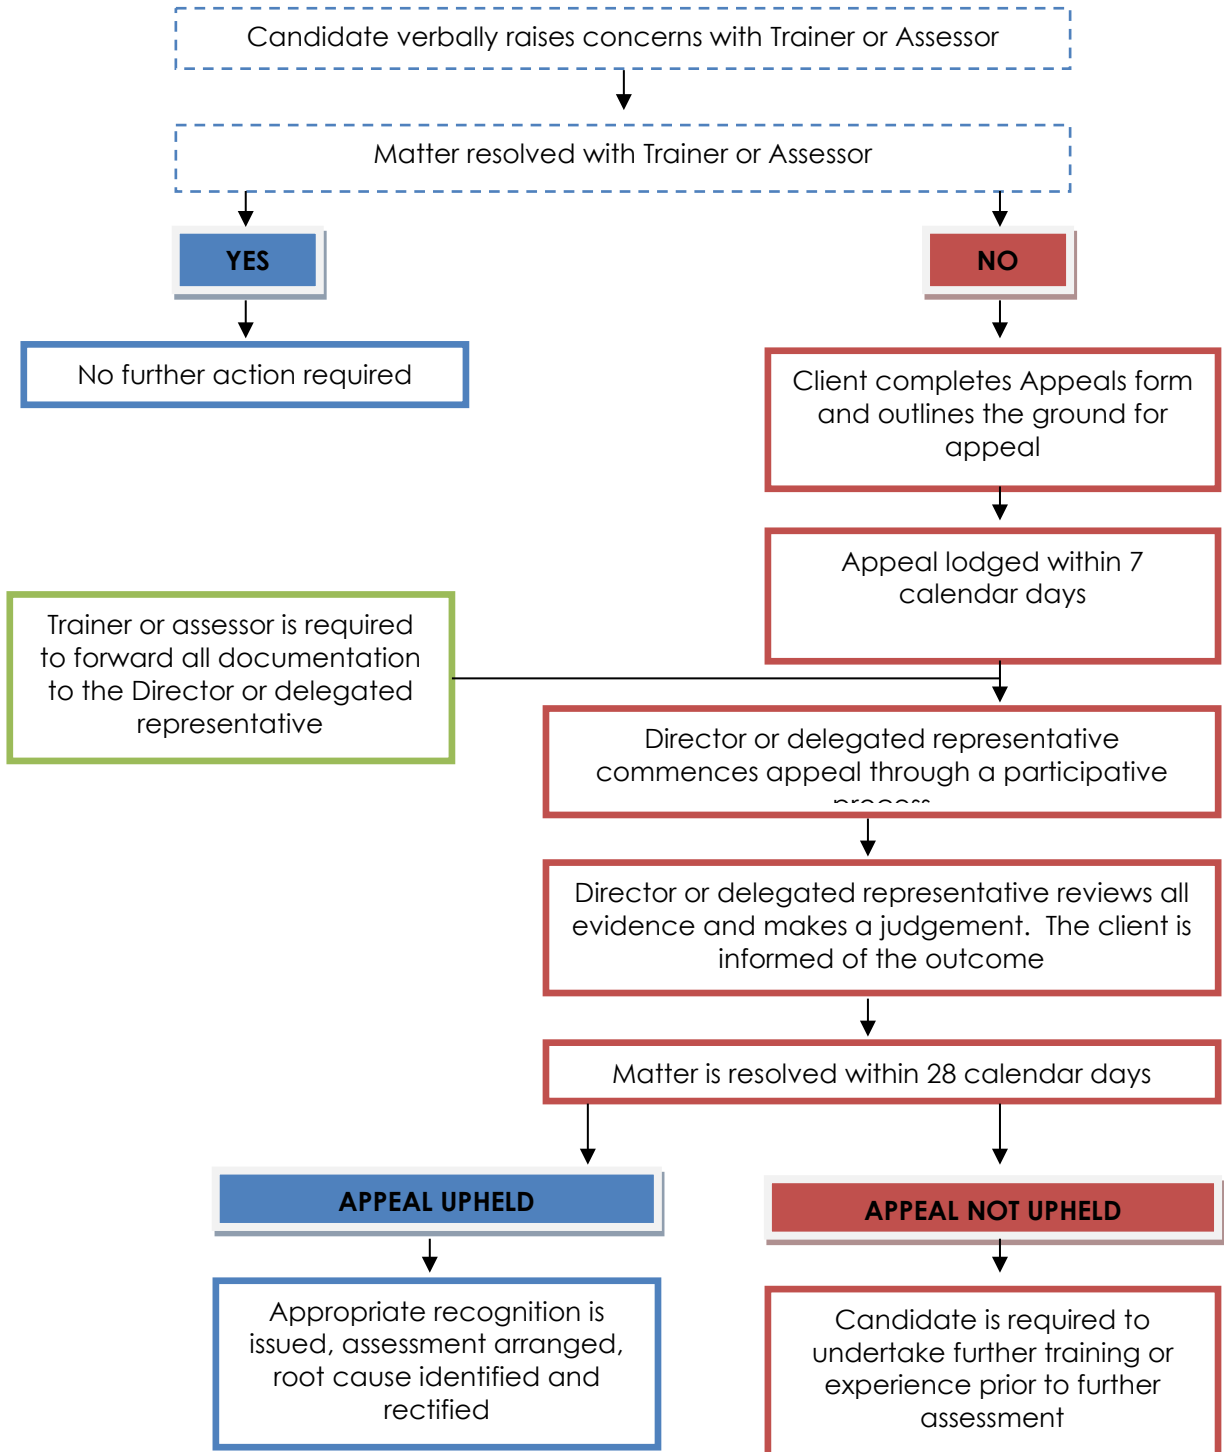 Candidate verbally raises concerns with Trainer or Assessor
Matter resolved with Trainer or Assessor
YES
NO
No further action required
Client completes Appeals form
and outlines the ground for
appeal
Appeal lodged within 7
calendar days
Trainer or assessor is required
to forward all documentation
to the Director or delegated
representative
Director or delegated representative
commences appeal through a participative
process
Director or delegated representative reviews all
evidence and makes a judgement.  The client is
informed of the outcome
Matter is resolved within 28 calendar days
APPEAL UPHELD
APPEAL NOT UPHELD
Appropriate recognition is
issued, assessment arranged,
root cause identified and
rectified
Candidate is required to
undertake further training or
experience prior to further
assessment